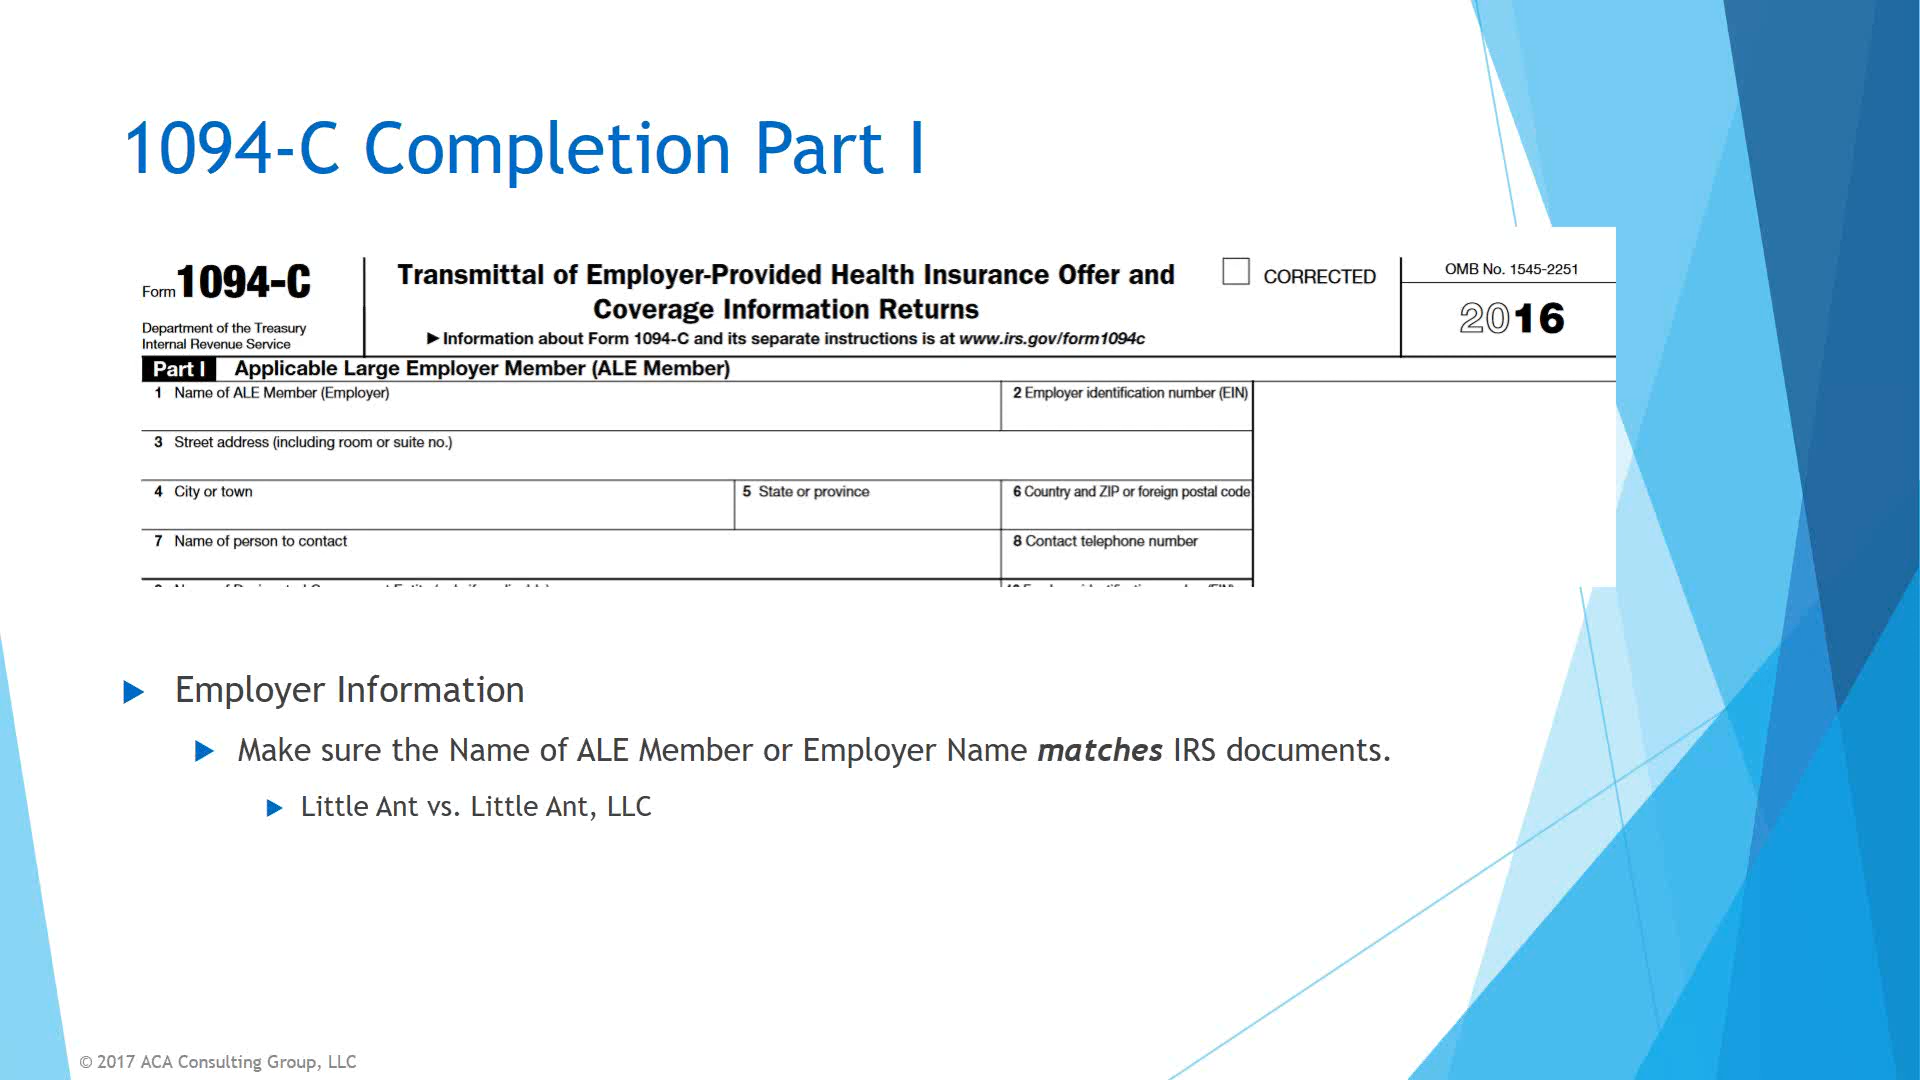 1094-C Completion Part I
Form 1094-C
Department of the Treasury
Internal Revenue Service
Transmittal of Employer-Provided Health Insurance Offer and
Coverage Information Returns
▶ Information about Form 1094-C and its separate instructions is at www.irs.gov/form1094c
CORRECTED
OMB No. 1545-2251
2016
Part I Applicable Large Employer Member (ALE Member)
1 Name of ALE Member (Employer)
2 Employer identification number (EIN)
3 Street address (including room or suite no.)
4 City or town
5 State or province
6 Country and ZIP or foreign postal code
7 Name of person to contact
8 Contact telephone number
Employer Information
Make sure the Name of ALE Member or Employer Name matches IRS documents.
Little Ant vs. Little Ant, LLC
© 2017 ACA Consulting Group, LLC